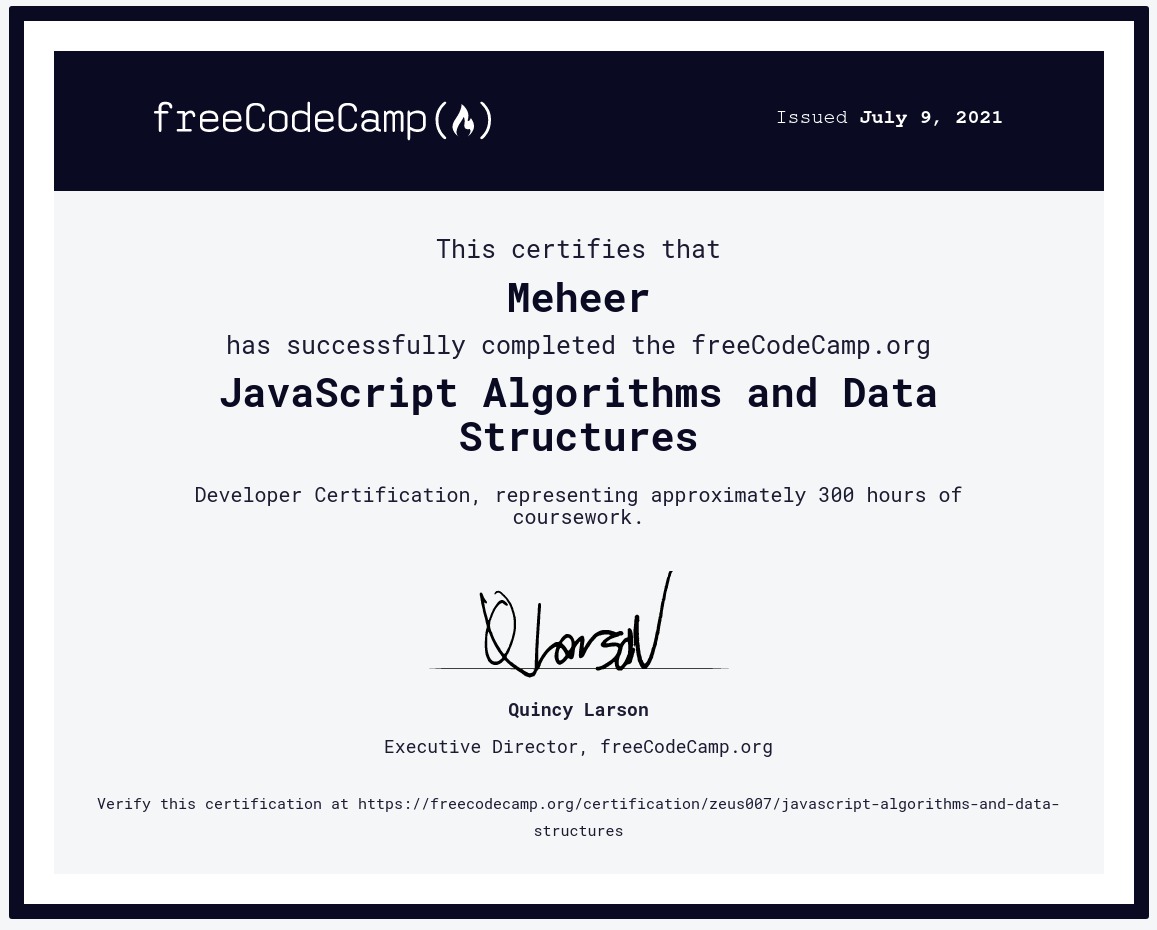 freeCodeCamp(🔥)
Issued July 9, 2021
This certifies that
Meheer
has successfully completed the freeCodeCamp.org
JavaScript Algorithms and Data
Structures
Developer Certification, representing approximately 300 hours of
coursework.
Q Larson
Quincy Larson
Executive Director, freeCodeCamp.org
Verify this certification at https://freecodecamp.org/certification/zeus007/javascript-algorithms-and-data-
structures